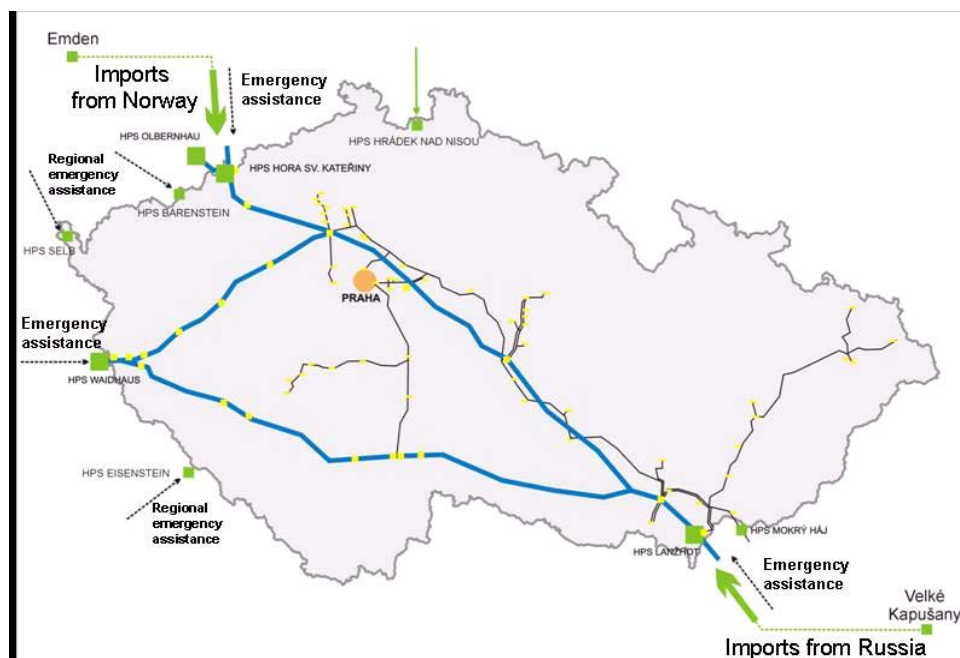 Emden
Imports
from Norway
Emergency
assistance
HPS OLBERNHAU
HPS HRÁDEK NAD NISOU
HPS HORA SV. KATEŘINY
Regional
emergency
assistance
HPS BÄRENSTEIN
HPS SELB
PRAHA
Emergency
assistance
HPS WAIDHAUS
HPS EISENSTEIN
Regional
emergency
assistance
HPS MOKRÝ HÁJ
HPS LANŽHOT
Emergency
assistance
Velké
Kapušany
Imports from Russia